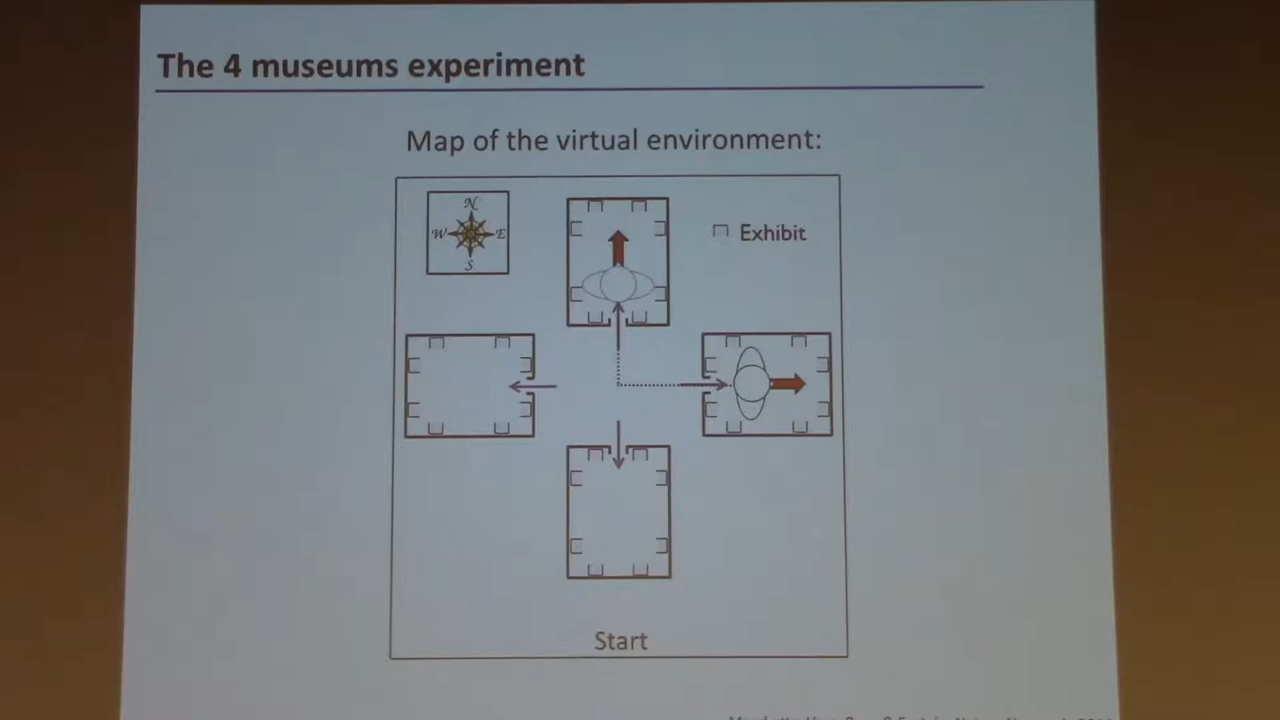 The 4 museums experiment
Map of the virtual environment:
N
W E
S
Exhibit
Start